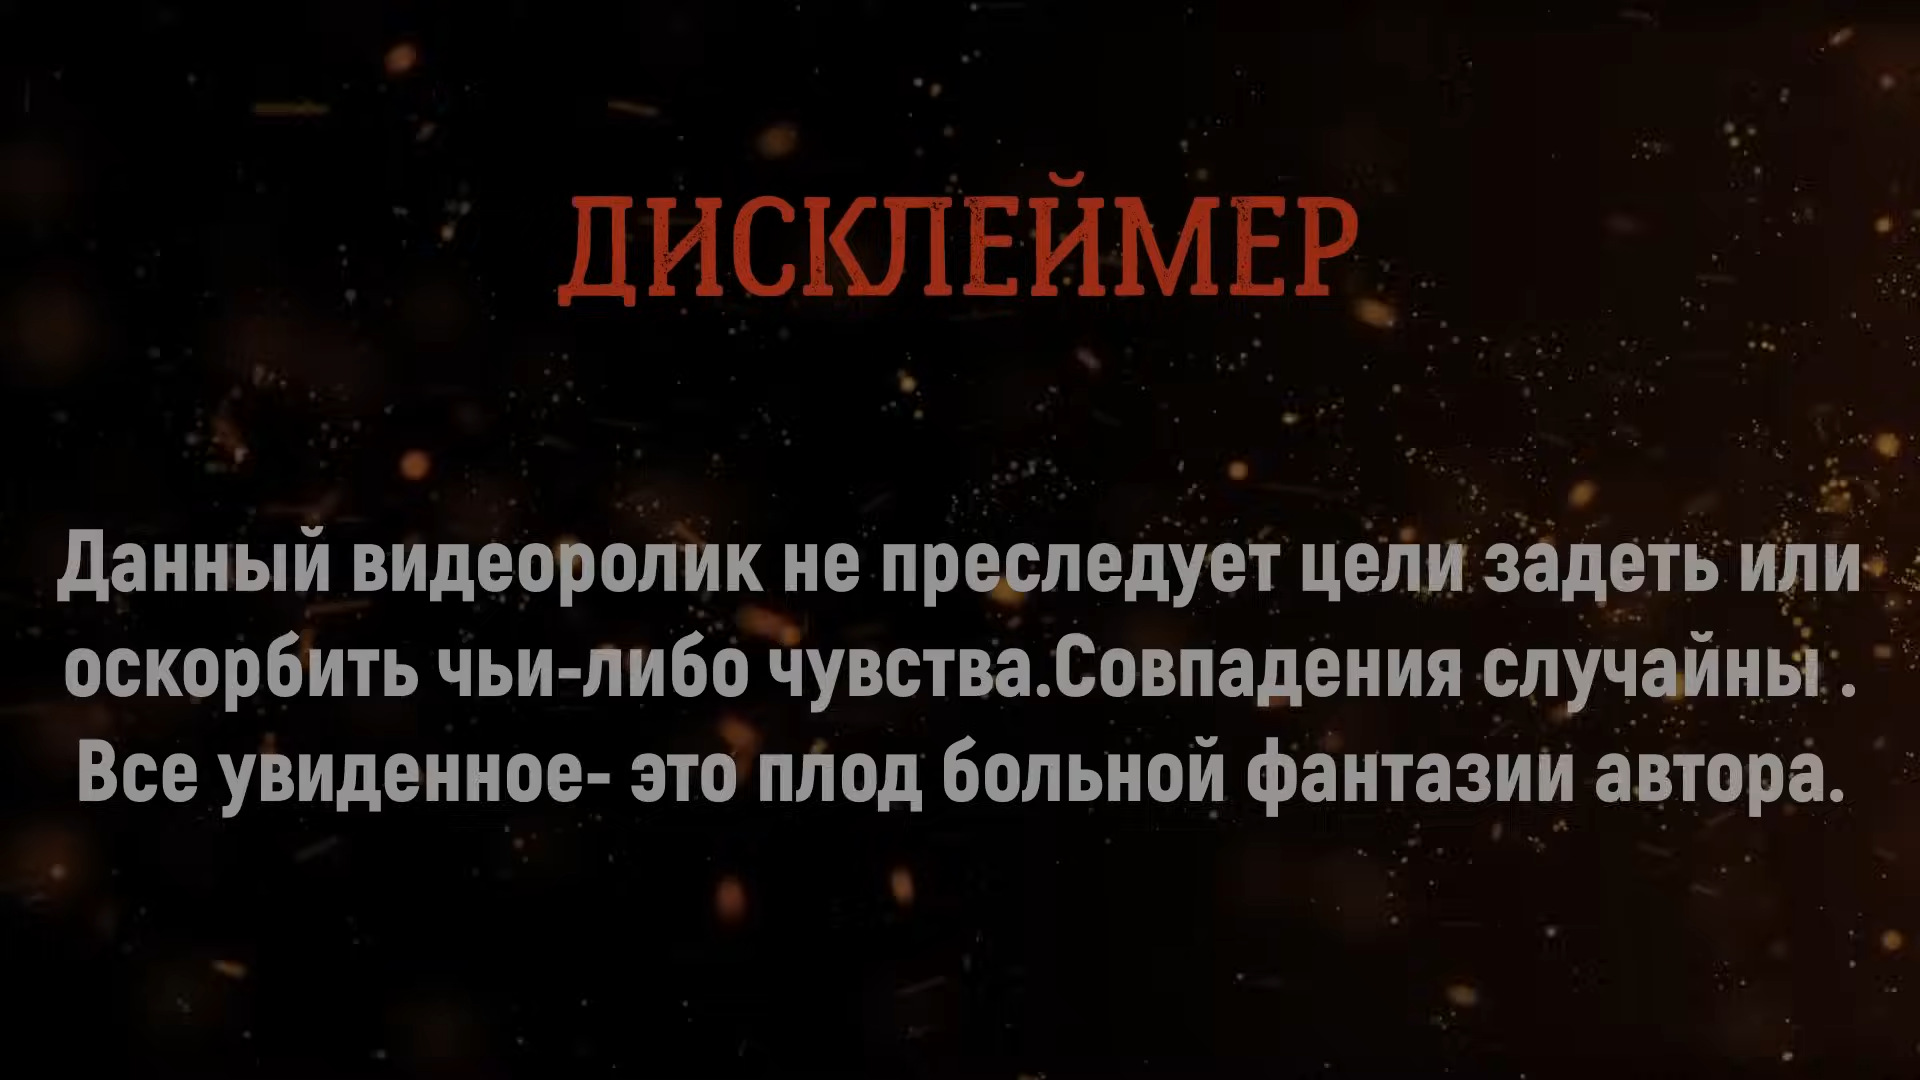 ДИСКЛЕЙМЕР
Данный видеоролик не преследует цели задеть или
оскорбить чьи-либо чувства.Совпадения случайны .
Все увиденное- это плод больной фантазии автора.